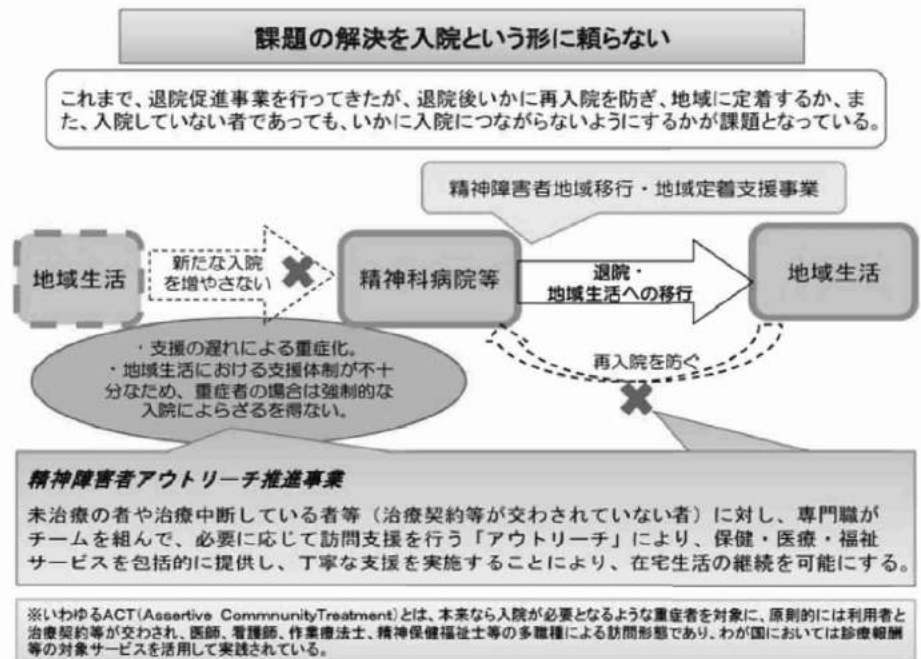 課題の解決を入院という形に頼らない
これまで、退院促進事業を行ってきたが、退院後いかに再入院を防ぎ、地域に定着するか、ま
た、入院していない者であっても、いかに入院につながらないようにするかが課題となっている。
精神障害者地域移行・地域定着支援事業
地域生活
新たな入院
を増やさない
精神科病院等
退院・
地域生活への移行
地域生活
・支援の遅れによる重症化。
・地域生活における支援体制が不十
分なため、重症者の場合は強制的な
入院によらざるを得ない。
再入院を防ぐ
精神障害者アウトリーチ推進事業
未治療の者や治療中断している者等（治療契約等が交わされていない者）に対し、専門職が
チームを組んで、必要に応じて訪問支援を行う「アウトリーチ」により、保健・医療・福祉
サービスを包括的に提供し、丁寧な支援を実施することにより、在宅生活の継続を可能にする。
※いわゆるACT(Assertive CommnunityTreatment)とは、本来なら入院が必要となるような重症者を対象に、原則的には利用者と
治療契約等が交わされ、医師、看護師、作業療法士、精神保健福祉士等の多職種による訪問形態であり、わが国においては診療報酬
等の対象サービスを活用して実践されている。